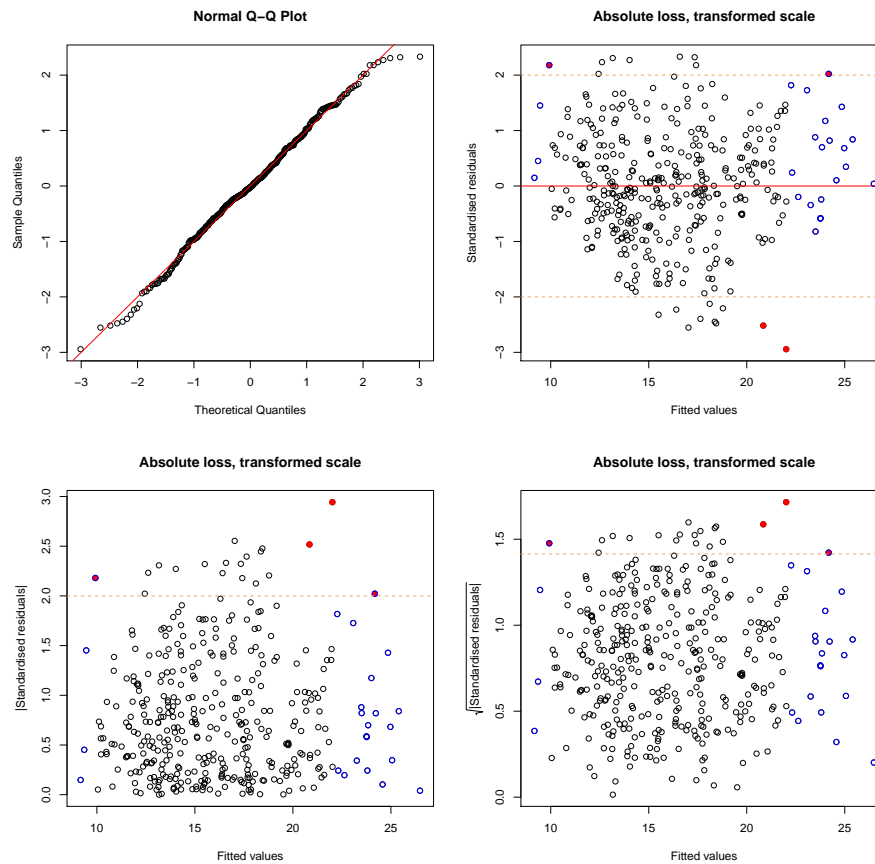 Normal Q−Q Plot
Sample Quantiles
2
1
0
−1
−2
−3
−3 −2 −1 0 1 2 3
Theoretical Quantiles
Absolute loss, transformed scale
Standardised residuals
2
1
0
−1
−2
−3
10 15 20 25
Fitted values
Absolute loss, transformed scale
|Standardised residuals|
3.0
2.5
2.0
1.5
1.0
0.5
0.0
10 15 20 25
Fitted values
Absolute loss, transformed scale
√|Standardised residuals|
1.5
1.0
0.5
0.0
10 15 20 25
Fitted values